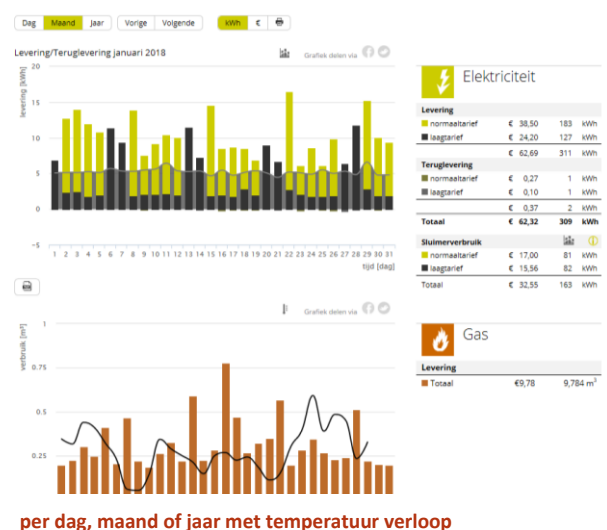 Dag Maand Jaar Vorige Volgende kWh €
Levering/Teruglevering januari 2018
Grafiek delen via
levering [kWh]
20
15
10
5
0
-5
1 2 3 4 5 6 7 8 9 10 11 12 13 14 15 16 17 18 19 20 21 22 23 24 25 26 27 28 29 30 31
tijd [dag]
Elektriciteit
Levering
normaaltarief € 38,50 183 kWh
laagtarief € 24,20 127 kWh
€ 62,69 311 kWh
Teruglevering
normaaltarief € 0,27 1 kWh
laagtarief € 0,10 1 kWh
€ 0,37 2 kWh
Totaal € 62,32 309 kWh
Sluimerverbruik
normaaltarief € 17,00 81 kWh
laagtarief € 15,56 82 kWh
Totaal € 32,55 163 kWh
Grafiek delen via
verbruik [m³]
1
0.75
0.5
0.25
Gas
Levering
Totaal €9,78 9,784 m³
per dag, maand of jaar met temperatuur verloop